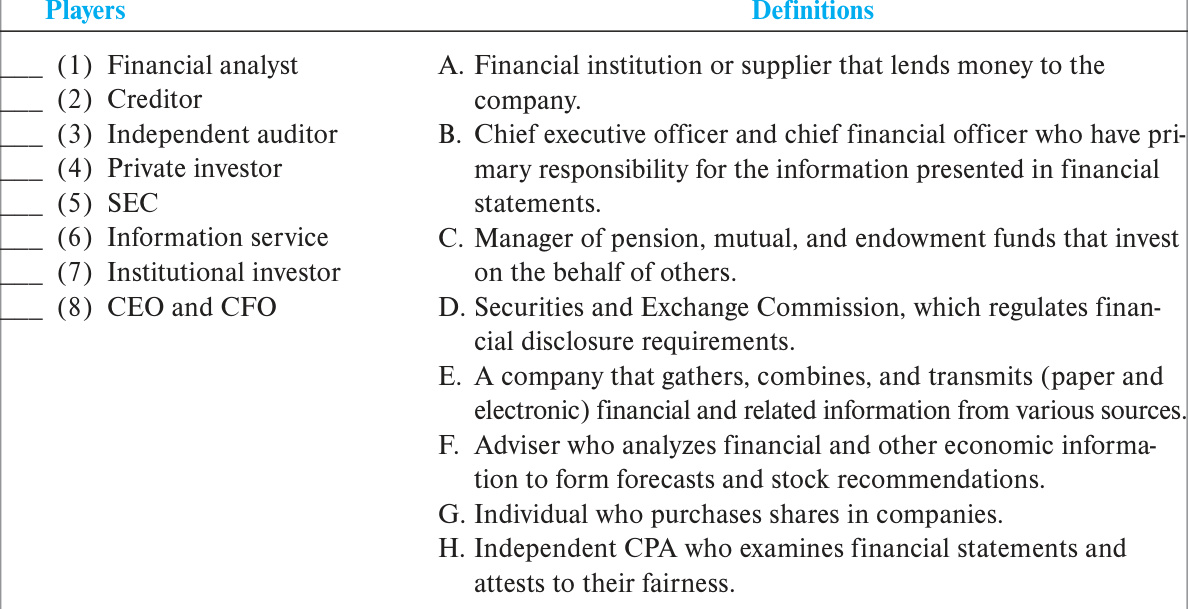 Players Definitions
___ (1) Financial analyst
___ (2) Creditor
___ (3) Independent auditor
___ (4) Private investor
___ (5) SEC
___ (6) Information service
___ (7) Institutional investor
___ (8) CEO and CFO
A. Financial institution or supplier that lends money to the
company.
B. Chief executive officer and chief financial officer who have pri-
mary responsibility for the information presented in financial
statements.
C. Manager of pension, mutual, and endowment funds that invest
on the behalf of others.
D. Securities and Exchange Commission, which regulates finan-
cial disclosure requirements.
E. A company that gathers, combines, and transmits (paper and
electronic) financial and related information from various sources.
F. Adviser who analyzes financial and other economic informa-
tion to form forecasts and stock recommendations.
G. Individual who purchases shares in companies.
H. Independent CPA who examines financial statements and
attests to their fairness.